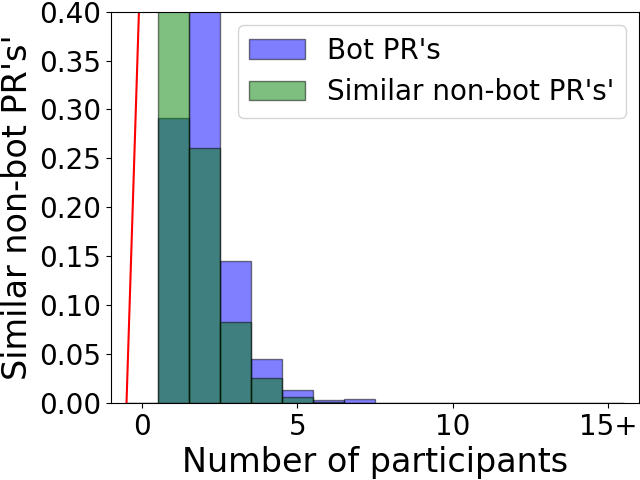 Similar non-bot PR's'
0.40
0.35
0.30
0.25
0.20
0.15
0.10
0.05
0.00
Bot PR's
Similar non-bot PR's'
0 5 10 15+
Number of participants